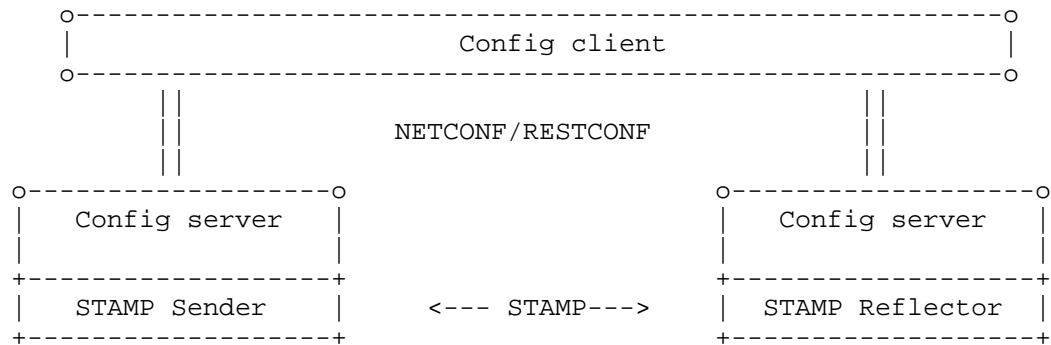 Config client
NETCONF/RESTCONF
Config server Config server
STAMP Sender <--- STAMP---> STAMP Reflector